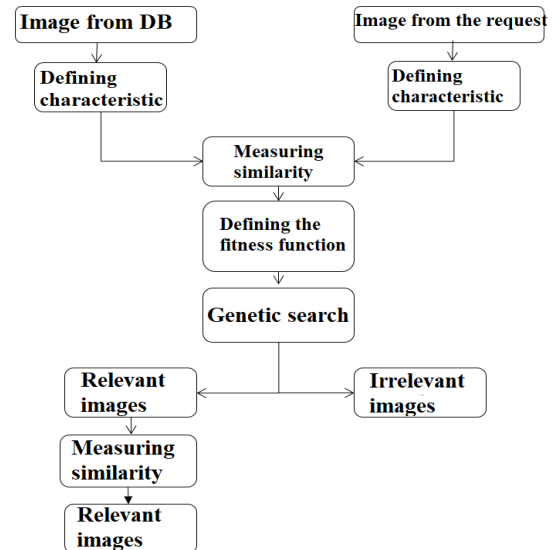 Image from DB
Image from the request
Defining
characteristic
Defining
characteristic
Measuring
similarity
Defining the
fitness function
Genetic search
Relevant
images
Irrelevant
images
Measuring
similarity
Relevant
images